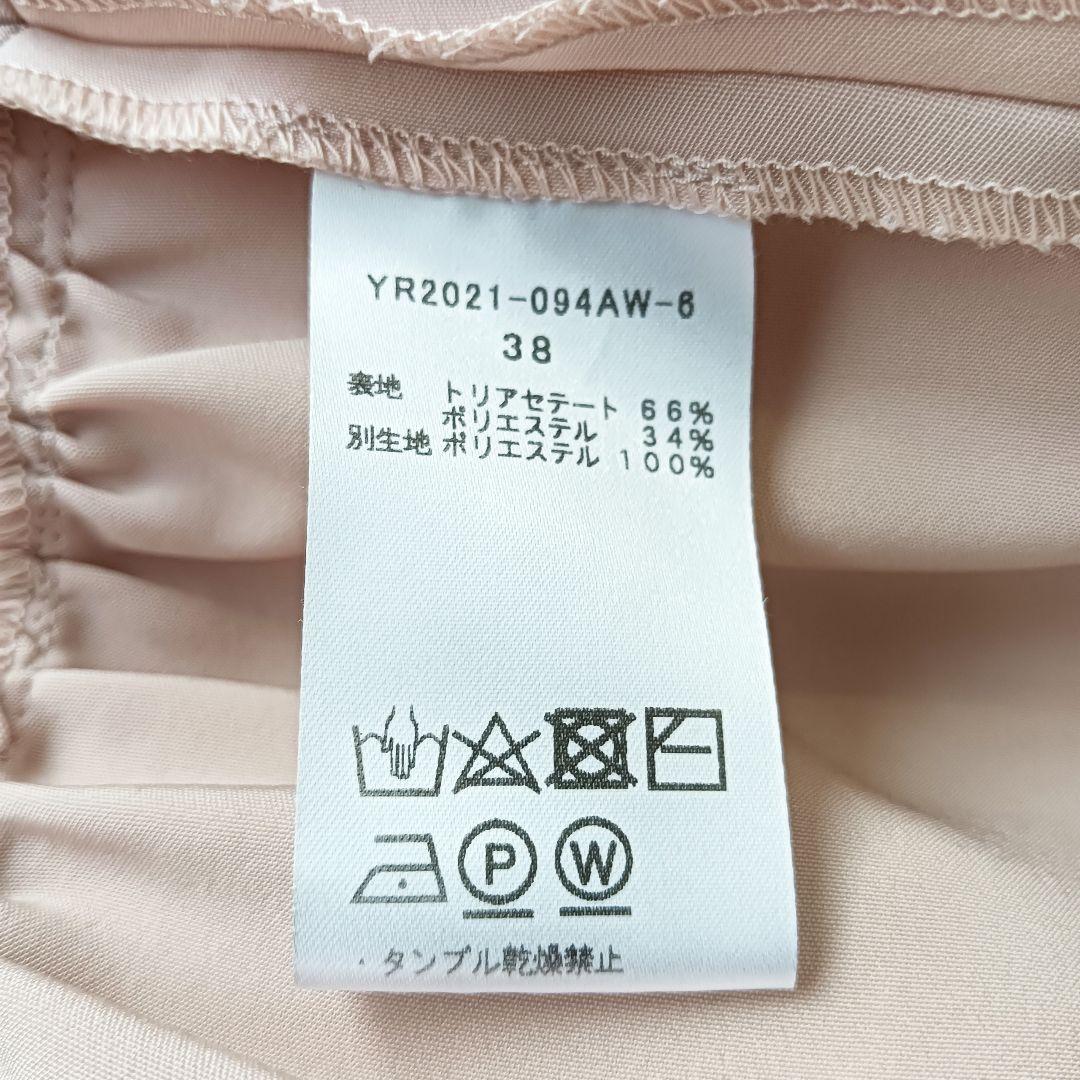 YR2021-094AW-6
38
裏地 トリアセテート 66%
ポリエステル 34%
別生地 ポリエステル 100%
P W
・タンブル乾燥禁止